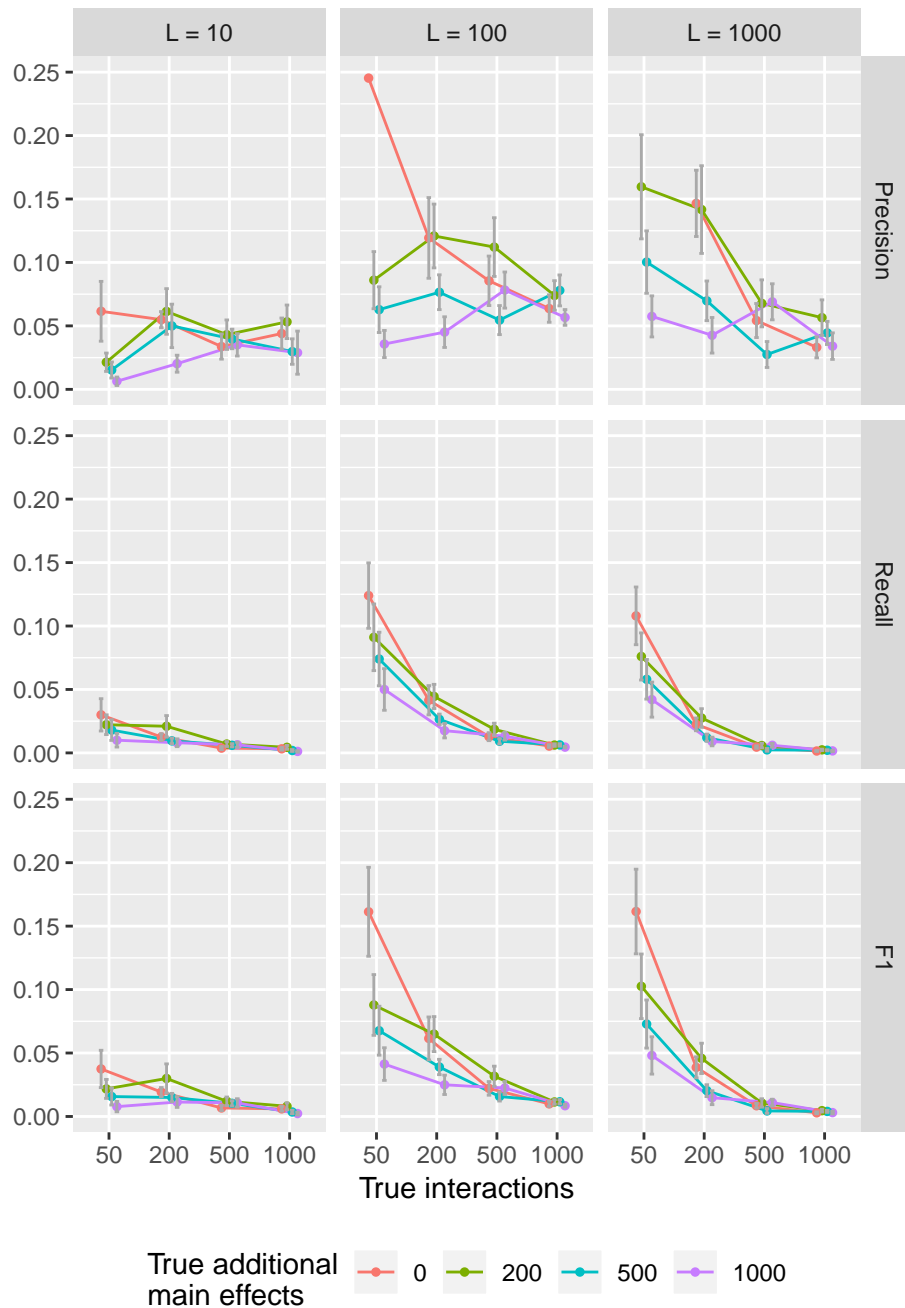 L = 10
L = 100
L = 1000
0.25
0.20
0.15
0.10
0.05
0.00
Precision
0.25
0.20
0.15
0.10
0.05
0.00
Recall
0.25
0.20
0.15
0.10
0.05
0.00
F1
50 200 500 1000
50 200 500 1000
50 200 500 1000
True interactions
True additional
main effects
0
200
500
1000